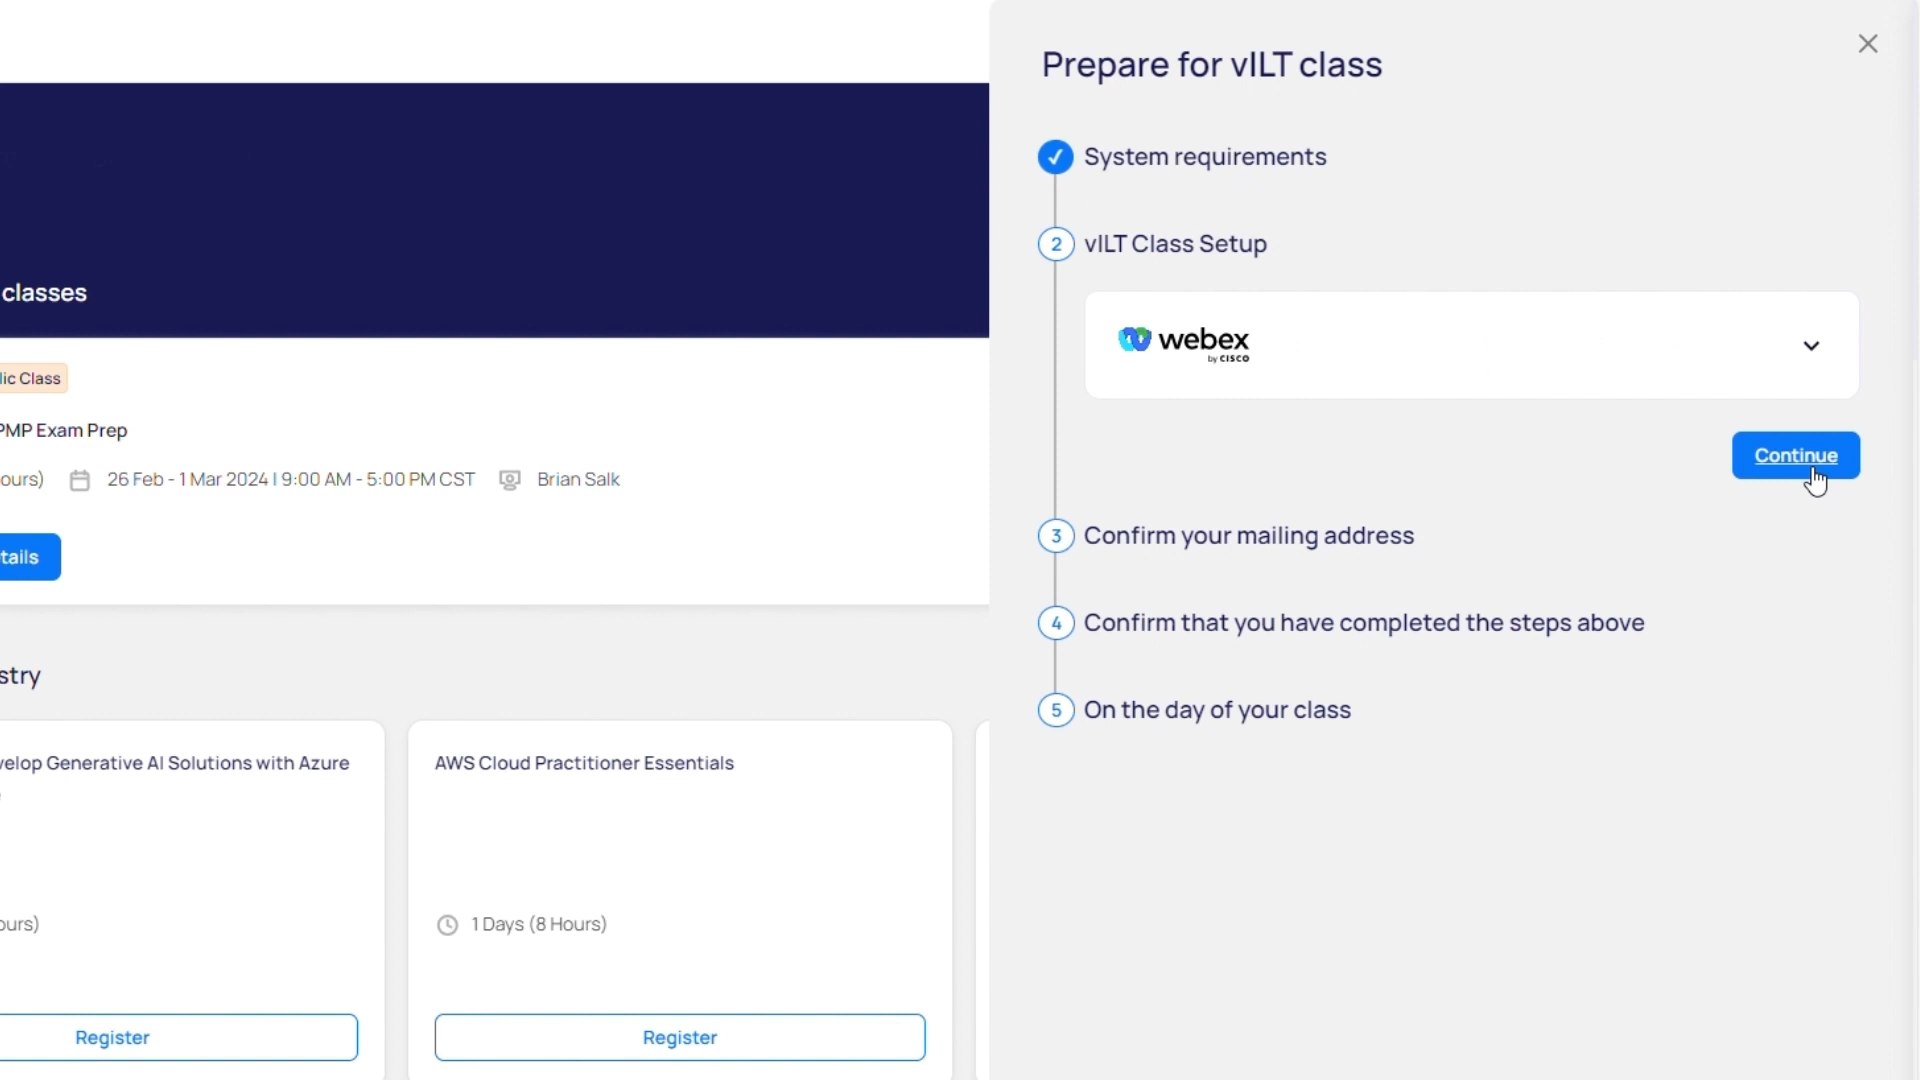 classes
lic Class
PMP Exam Prep
ours)
26 Feb - 1 Mar 2024 | 9:00 AM - 5:00 PM CST
Brian Salk
tails
stry
velop Generative AI Solutions with Azure
ours)
Register
AWS Cloud Practitioner Essentials
1 Days (8 Hours)
Register
Prepare for vILT class
System requirements
2 vILT Class Setup
webex
by CISCO
Continue
3 Confirm your mailing address
4 Confirm that you have completed the steps above
5 On the day of your class